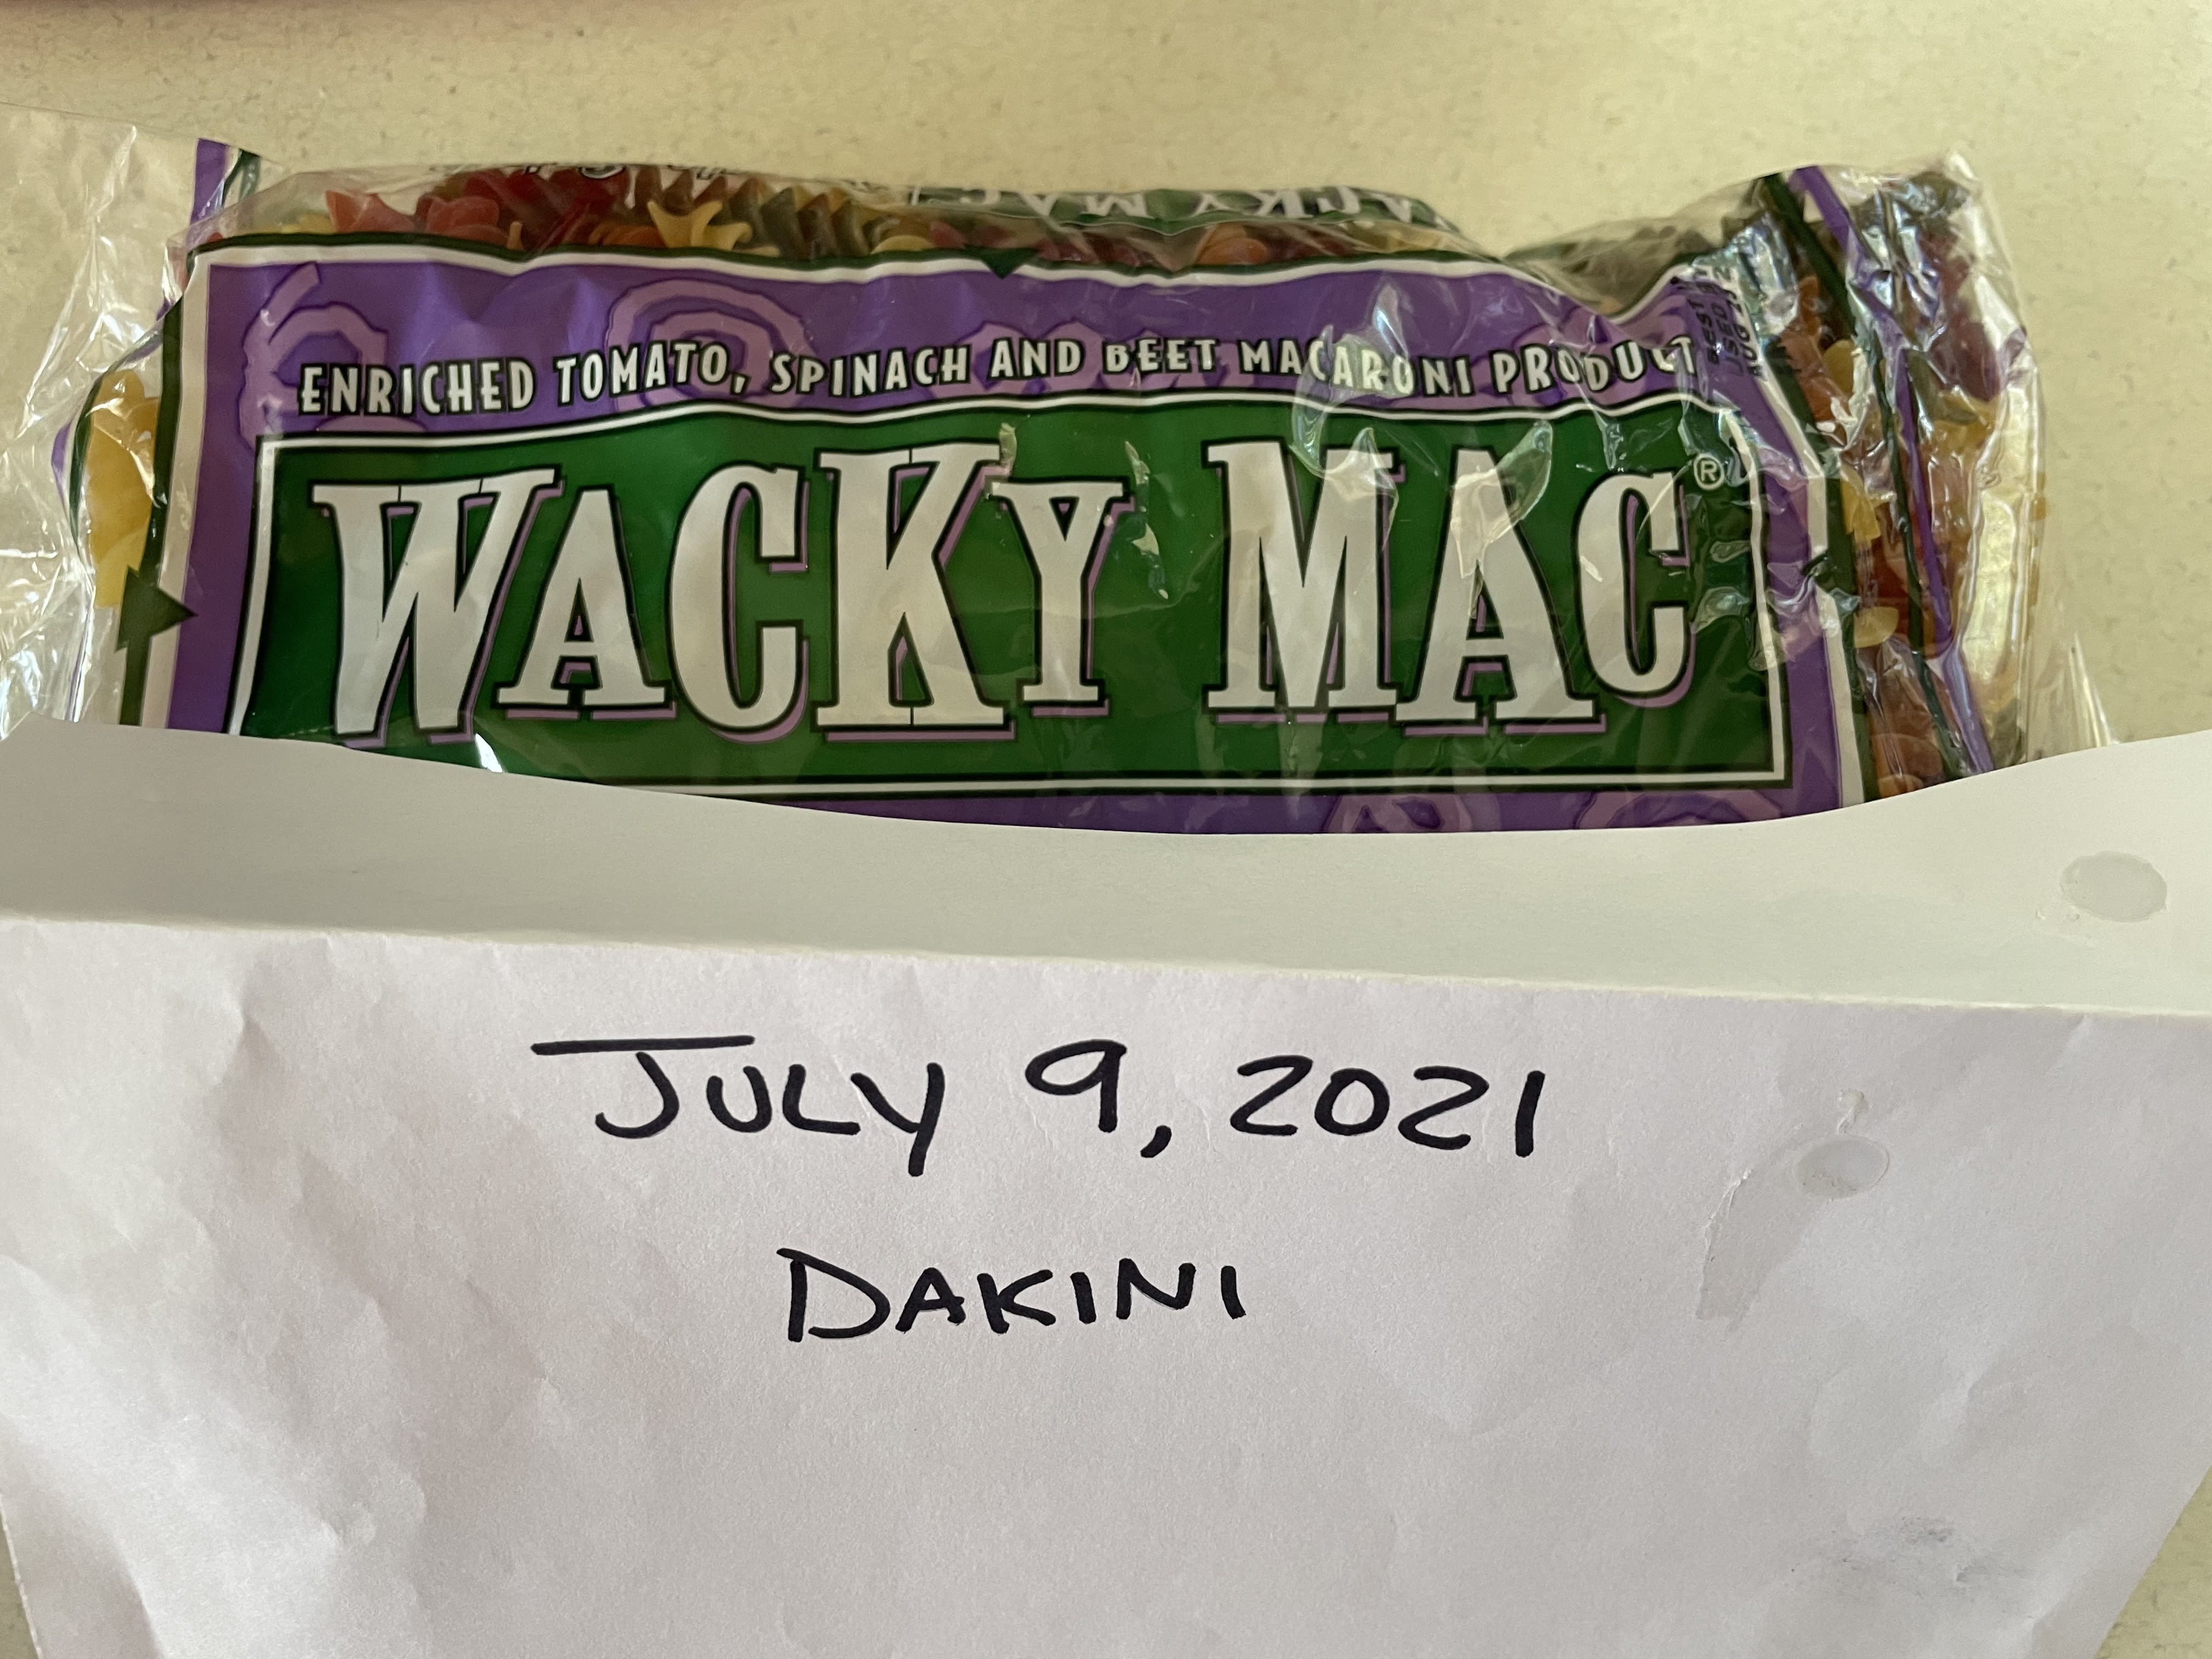 ENRICHED TOMATO, SPINACH AND BEET MACARONI PRODUCT
WACKY MAC®
JULY 9, 2021
DAKINI